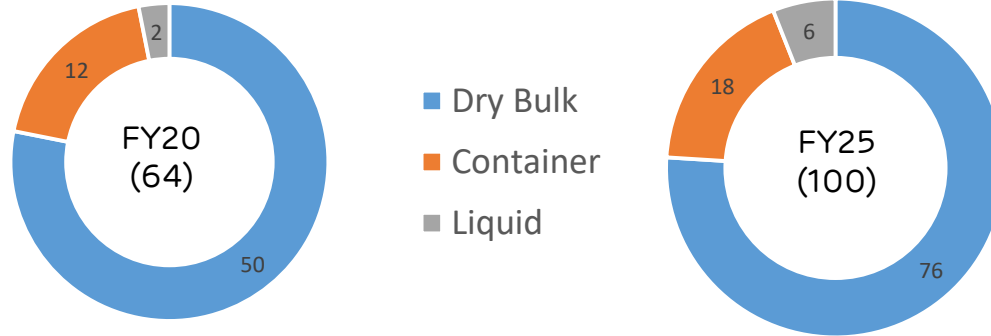 2
12
FY20
(64)
50
Dry Bulk
Container
Liquid
6
18
FY25
(100)
76